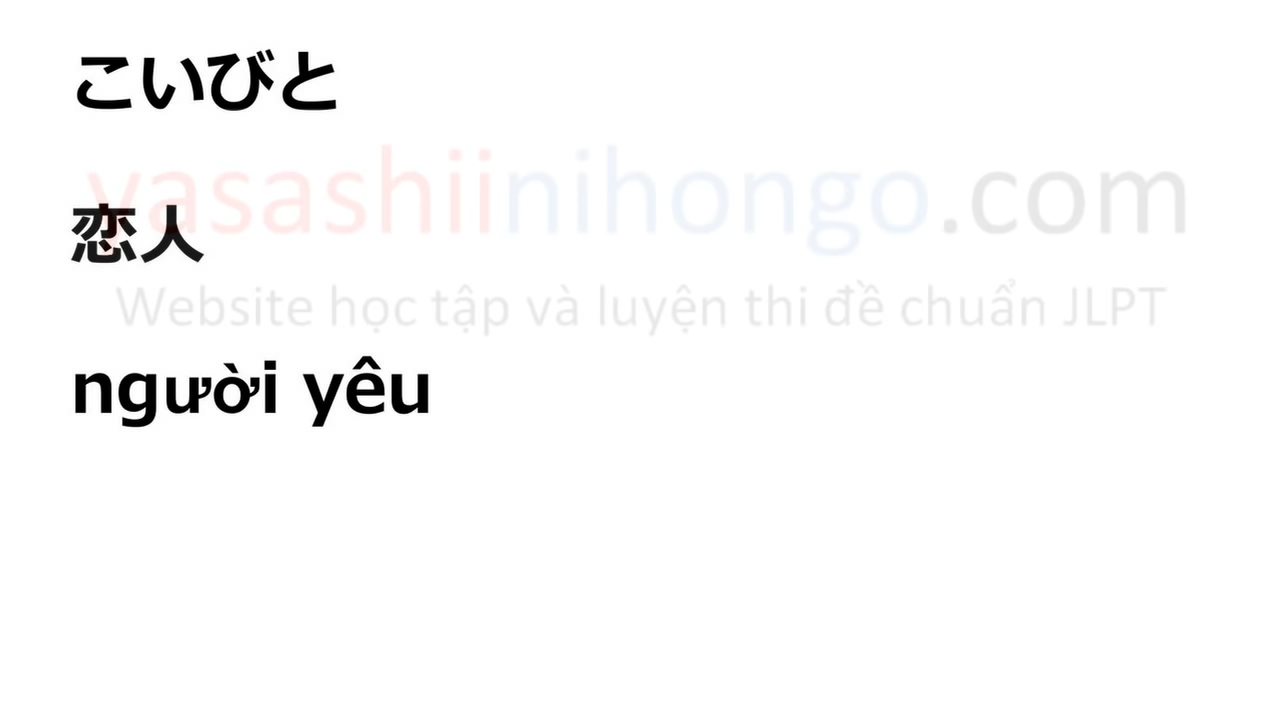 こいびと
yasashiinihongo.com
恋人
Website học tập và luyện thi đề chuẩn JLPT
người yêu